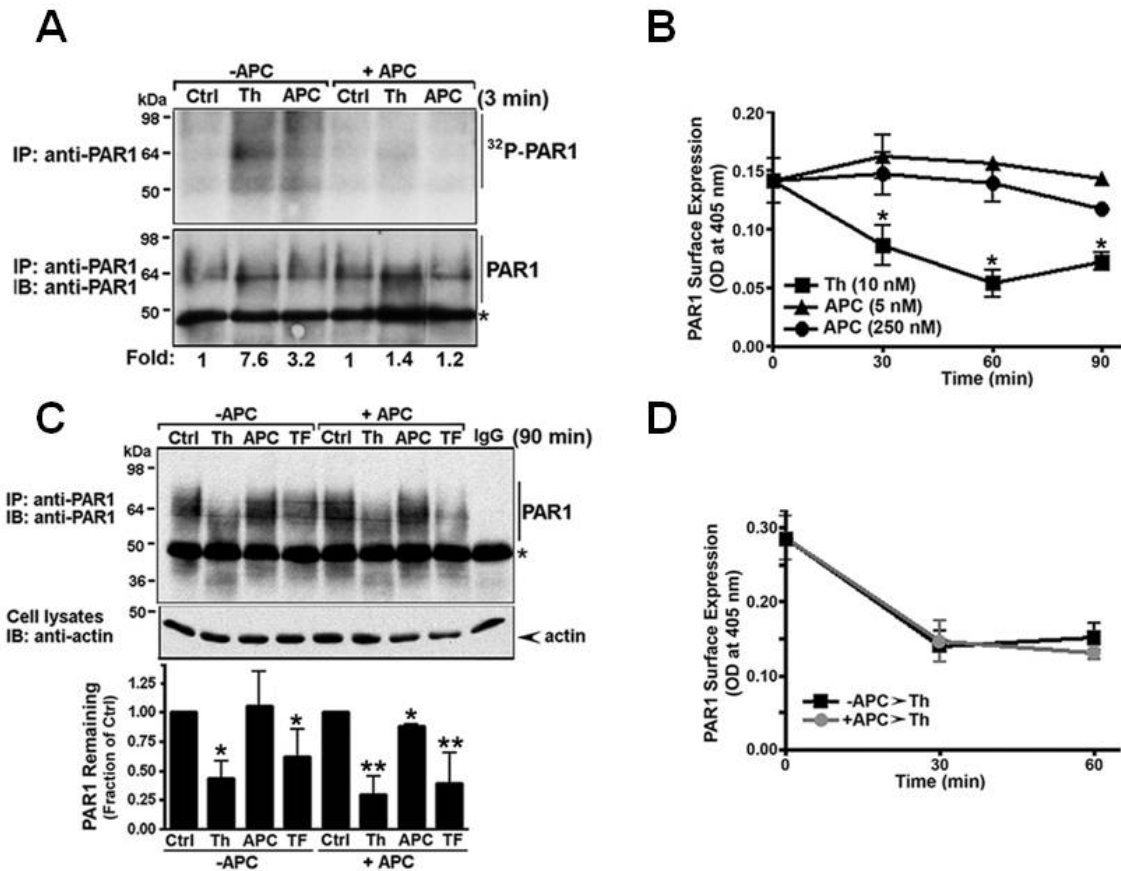 A
-APC + APC
Ctrl Th APC Ctrl Th APC (3 min)
kDa
98
IP: anti-PAR1 64 32P-PAR1
50
98
IP: anti-PAR1
IB: anti-PAR1
64 PAR1
50 *
Fold: 1 7.6 3.2 1 1.4 1.2
B
PAR1 Surface Expression
(OD at 405 nm)
0.20
0.15
0.10
0.05
0.00
* * *
Th (10 nM)
APC (5 nM)
APC (250 nM)
0 30 60 90
Time (min)
C
-APC + APC
Ctrl Th APC TF Ctrl Th APC TF IgG (90 min)
kDa
98
IP: anti-PAR1
IB: anti-PAR1
64 PAR1
50 *
36
Cell lysates
IB: anti-actin
50
actin
PAR1 Remaining
(Fraction of Ctrl)
1.25
1.00
0.75
0.50
0.25
0.00
* * ** * **
Ctrl Th APC TF Ctrl Th APC TF
-APC + APC
D
PAR1 Surface Expression
(OD at 405 nm)
0.30
0.20
0.10
0.00
-APC➤Th
+APC➤Th
0 30 60
Time (min)